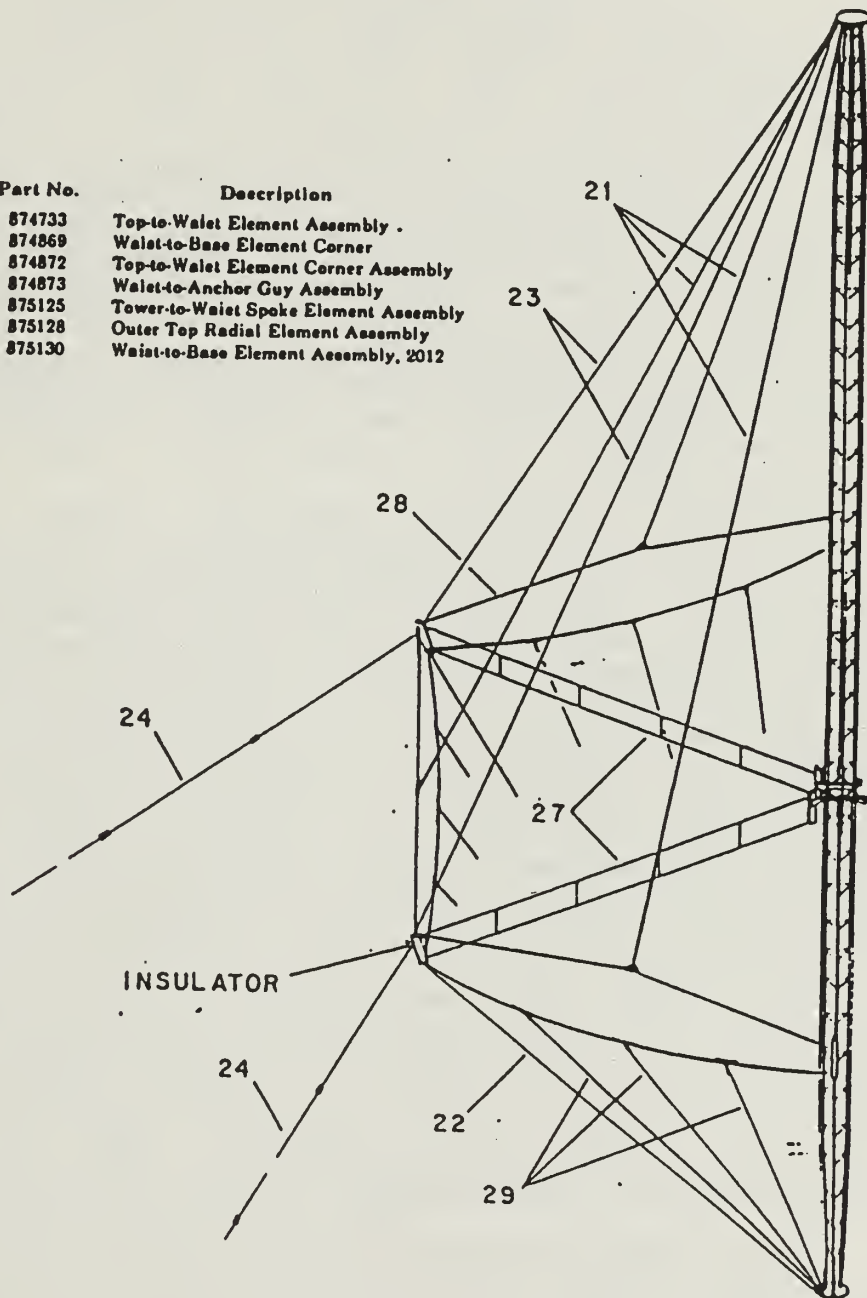 Part No. Description
874733 Top-to-Waist Element Assembly .
874869 Waist-to-Base Element Corner
874872 Top-to-Waist Element Corner Assembly
874873 Waist-to-Anchor Guy Assembly
875125 Tower-to-Waist Spoke Element Assembly
875128 Outer Top Radial Element Assembly
875130 Waist-to-Base Element Assembly, 2012
21
23
28
24
27
INSULATOR
24
22
29